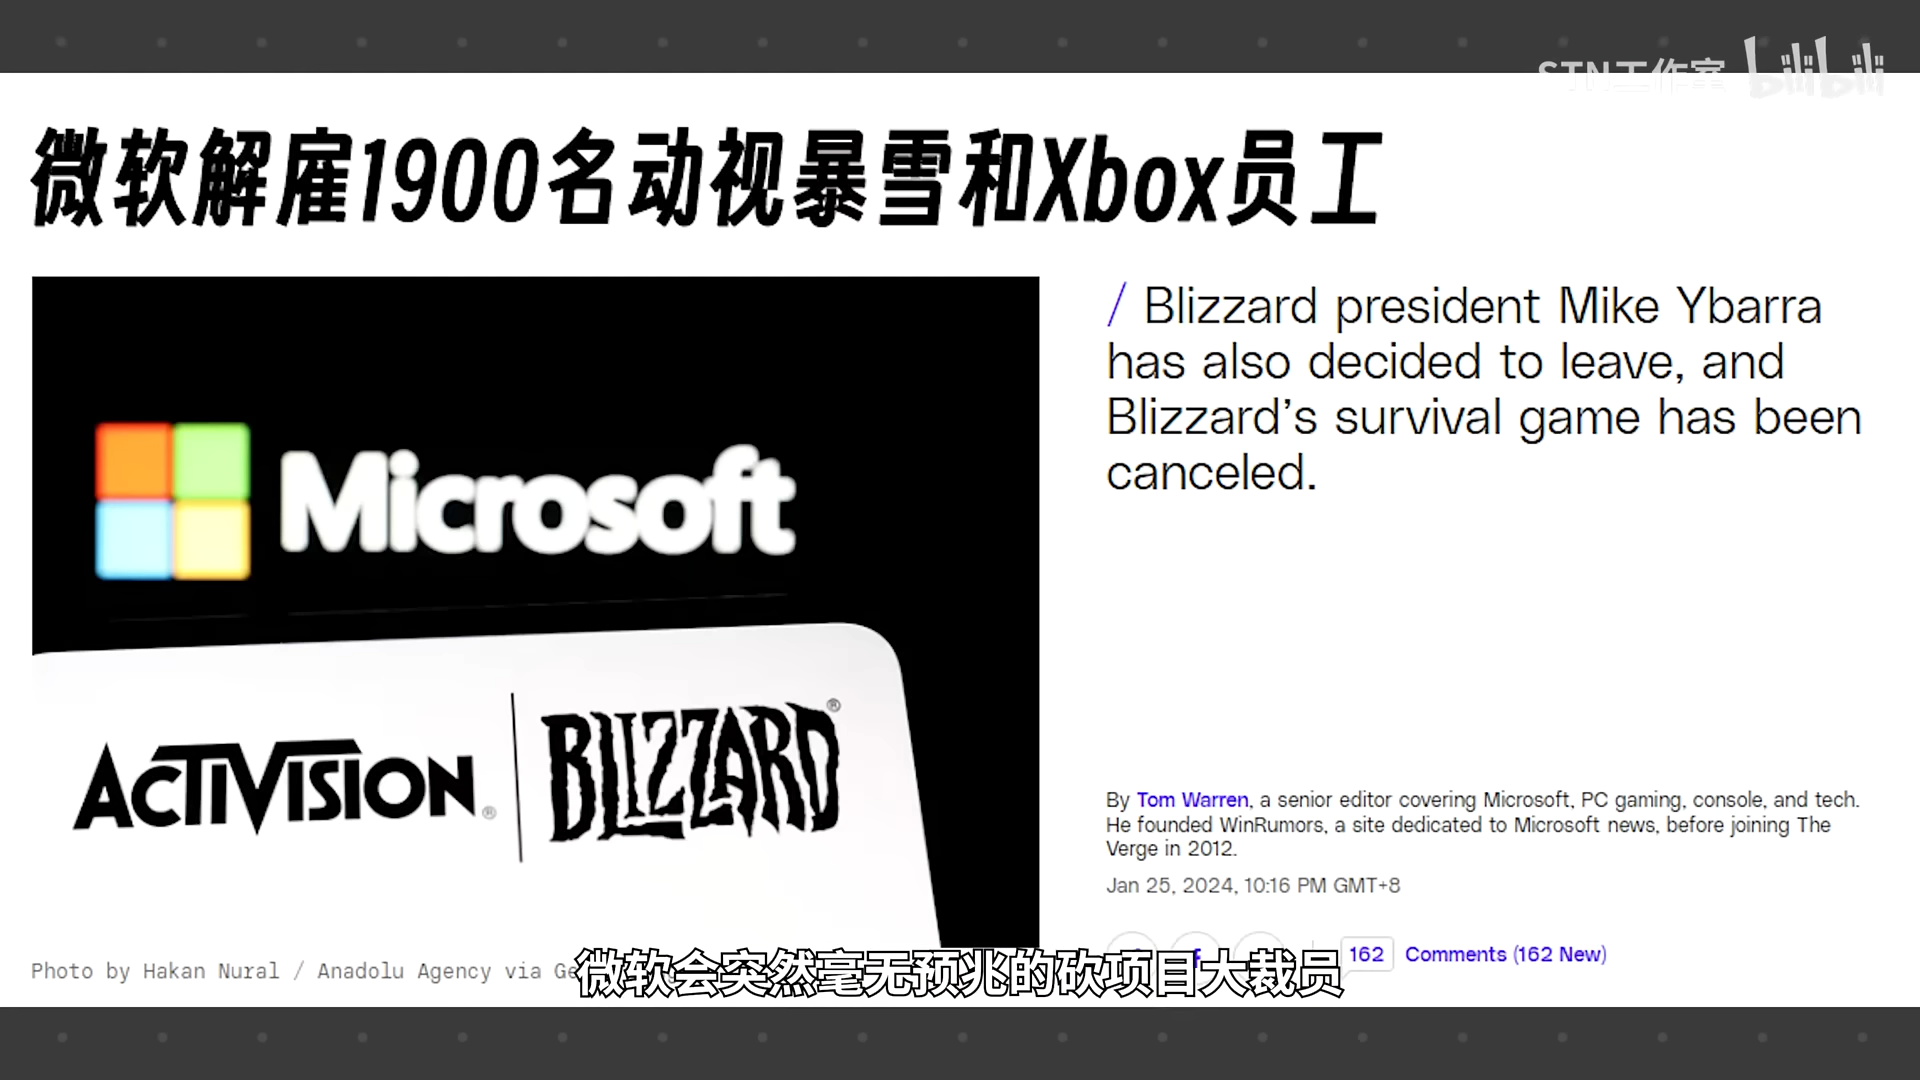 STN工作室 bilibili
微软解雇1900名动视暴雪和Xbox员工
/ Blizzard president Mike Ybarra
has also decided to leave, and
Blizzard’s survival game has been
canceled.
Microsoft
ACTIVISION®
BLIZZARD®
By Tom Warren, a senior editor covering Microsoft, PC gaming, console, and tech.
He founded WinRumors, a site dedicated to Microsoft news, before joining The
Verge in 2012.
Jan 25, 2024, 10:16 PM GMT+8
162 Comments (162 New)
Photo by Hakan Nural / Anadolu Agency via
微软会突然毫无预兆的砍项目大裁员